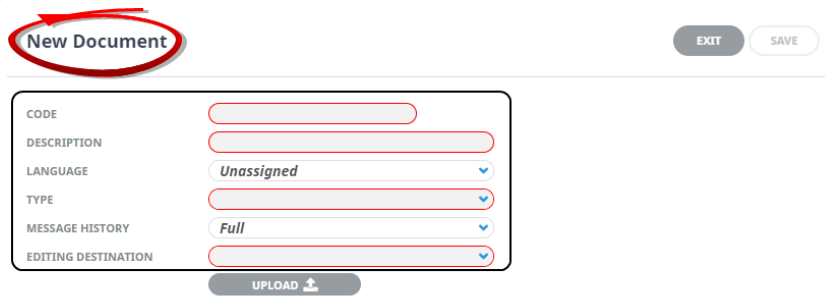 New Document
EXIT
SAVE
CODE
DESCRIPTION
LANGUAGE Unassigned
TYPE
MESSAGE HISTORY Full
EDITING DESTINATION
UPLOAD